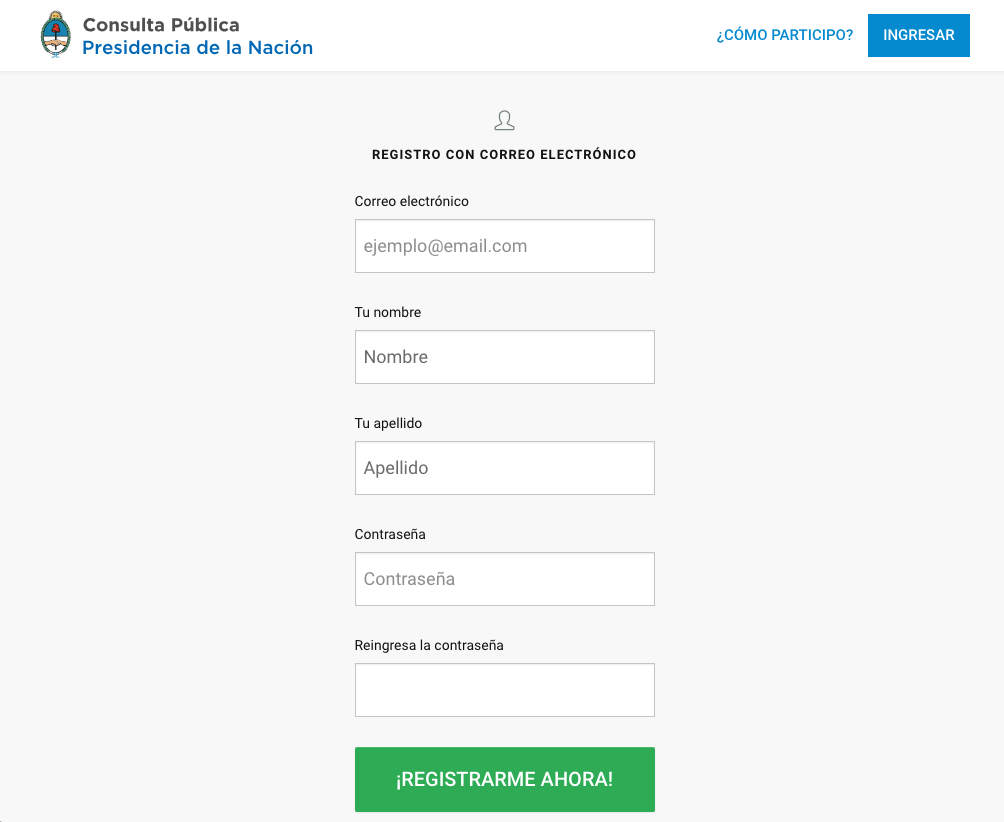 Consulta Pública
Presidencia de la Nación
¿CÓMO PARTICIPO?
INGRESAR
REGISTRO CON CORREO ELECTRÓNICO
Correo electrónico
ejemplo@email.com
Tu nombre
Nombre
Tu apellido
Apellido
Contraseña
Contraseña
Reingresa la contraseña
¡REGISTRARME AHORA!